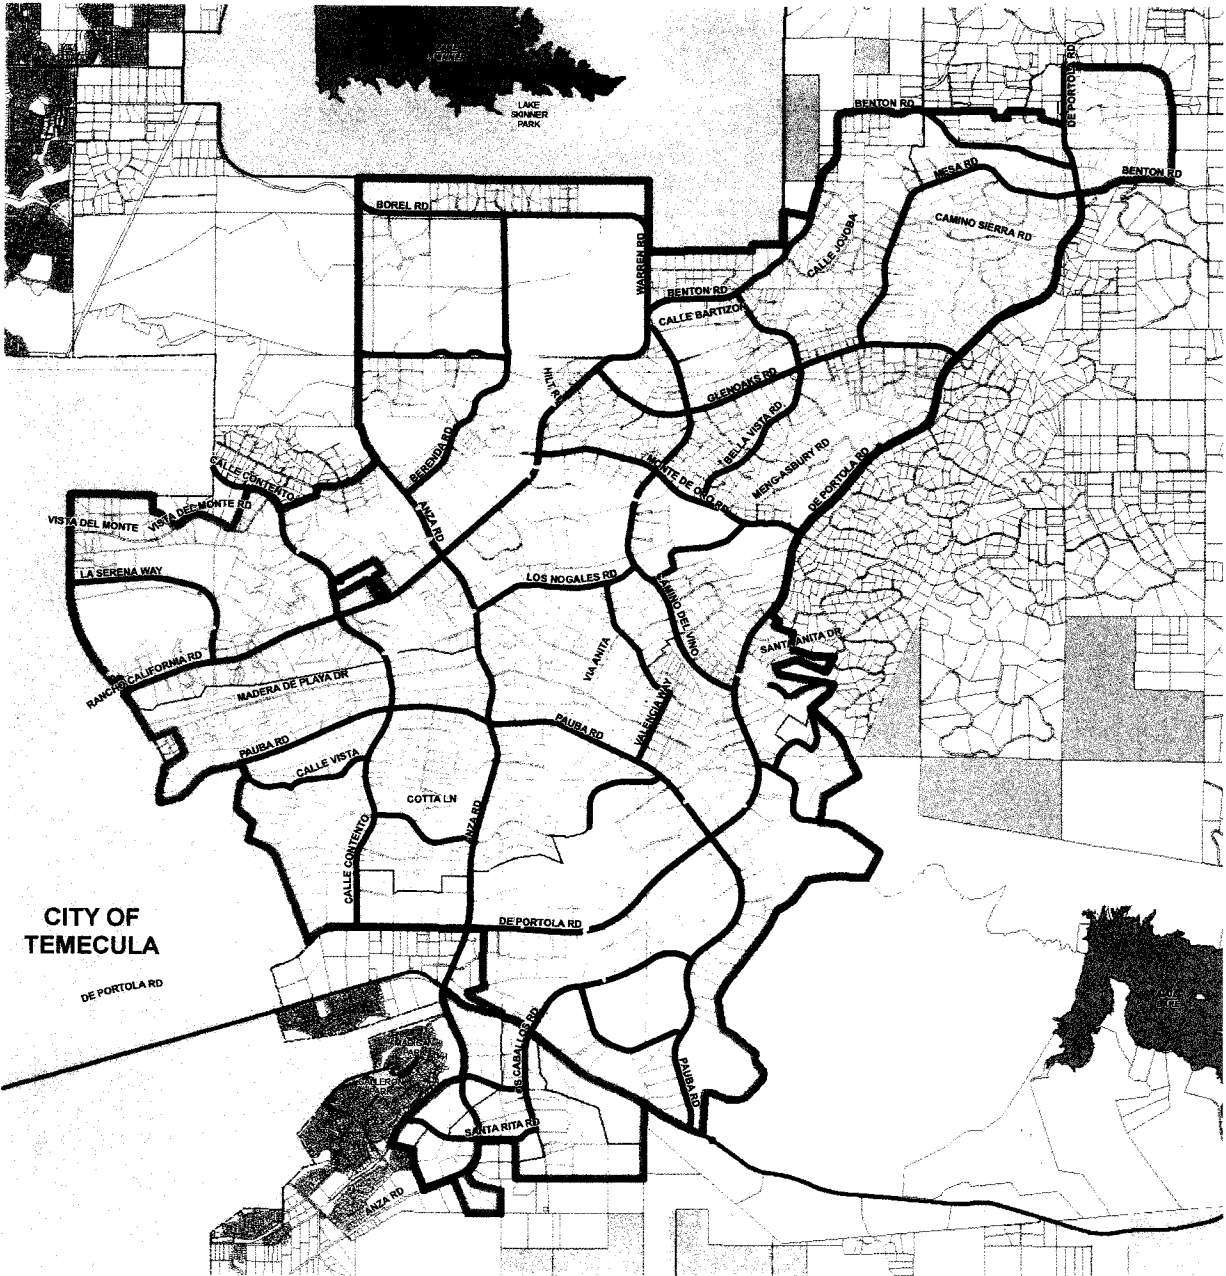 LAKE
SKINNER
PARK
DE PORTOLA RD
BENTON RD
MESA RD
BENTON RD
BOREL RD
CAMINO SIERRA RD
CALLE JOJOBA
WARREN RD
BENTON RD
CALLE BARTIZON
GLENOAKS RD
BERENDA RD
BELLA VISTA RD
MENG-ASBURY RD
DE PORTOLA RD
CALLE CONTENTO
MONTE DE ORO RD
VISTA DEL MONTE
VISTA DEL MONTE RD
ANZA RD
LA SERENA WAY
LOS NOGALES RD
CAMINO DEL VINO
SANTA ANITA DR
VIA ANITA
RANCHO CALIFORNIA RD
MADERA DE PLAYA DR
VALENCIA WAY
PAUBA RD
PAUBA RD
CALLE VISTA
COTTA LN
ANZA RD
CALLE CONTENTO
CITY OF
TEMECULA
DE PORTOLA RD
DE PORTOLA RD
LOS CABALLOS RD
PAUBA RD
SANTA RITA RD
ANZA RD